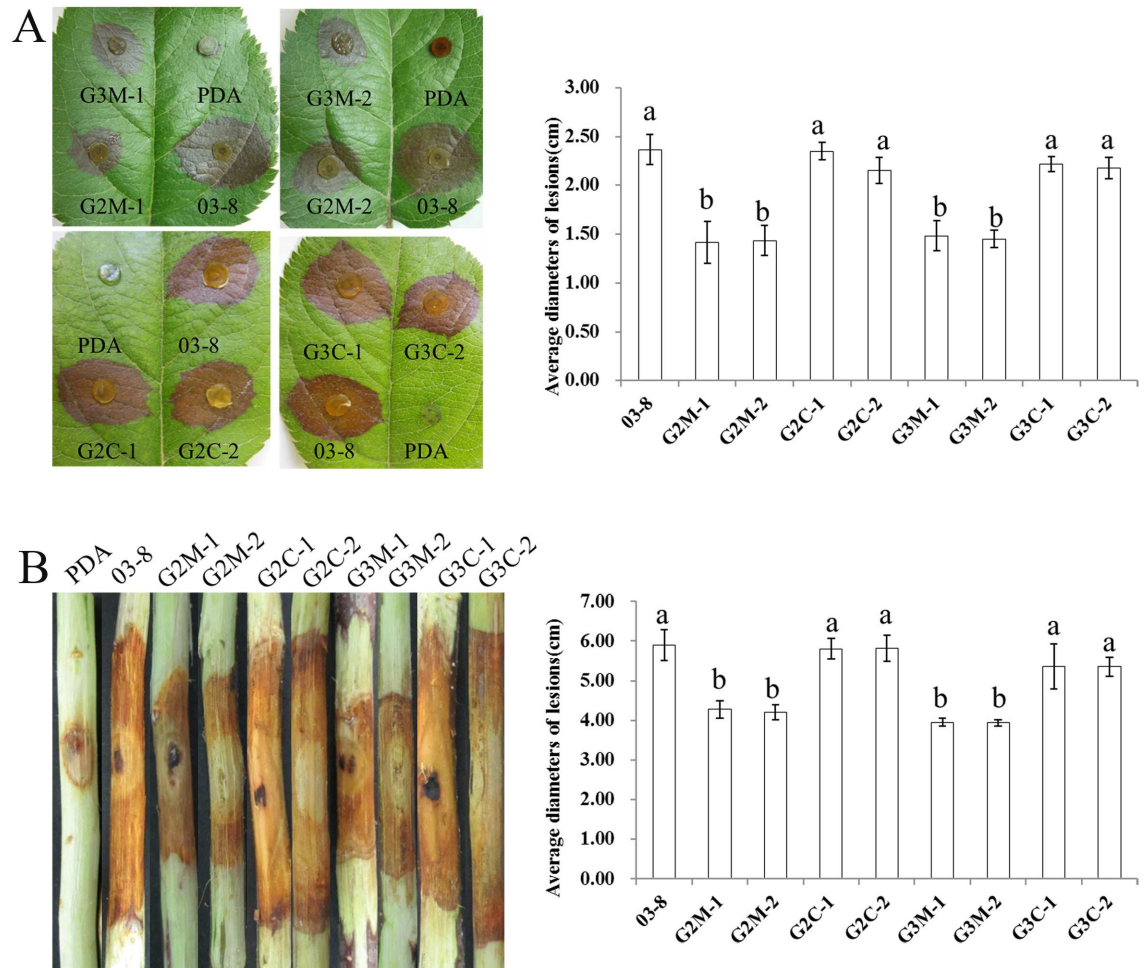 A
G3M-1 PDA
G2M-1 03-8
G3M-2 PDA
G2M-2 03-8
PDA 03-8
G2C-1 G2C-2
G3C-1 G3C-2
03-8 PDA
Average diameters of lesions(cm)
3.00
2.50
2.00
1.50
1.00
0.50
0.00
a b b a a b b a a
03-8 G2M-1 G2M-2 G2C-1 G2C-2 G3M-1 G3M-2 G3C-1 G3C-2
B
PDA 03-8 G2M-1 G2M-2 G2C-1 G2C-2 G3M-1 G3M-2 G3C-1 G3C-2
Average diameters of lesions(cm)
7.00
6.00
5.00
4.00
3.00
2.00
1.00
0.00
a b b a a b b a a
03-8 G2M-1 G2M-2 G2C-1 G2C-2 G3M-1 G3M-2 G3C-1 G3C-2